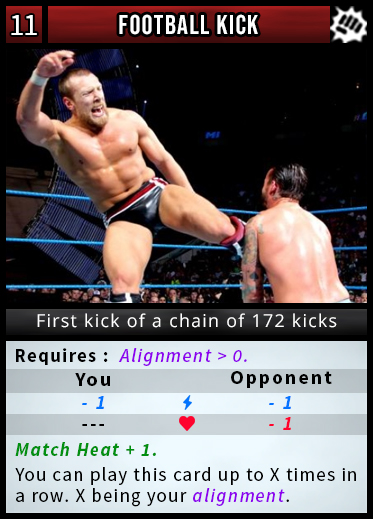 11 FOOTBALL KICK
First kick of a chain of 172 kicks
Requires : Alignment > 0.
You Opponent
- 1 - 1
--- - 1
Match Heat + 1.
You can play this card up to X times in
a row. X being your alignment.